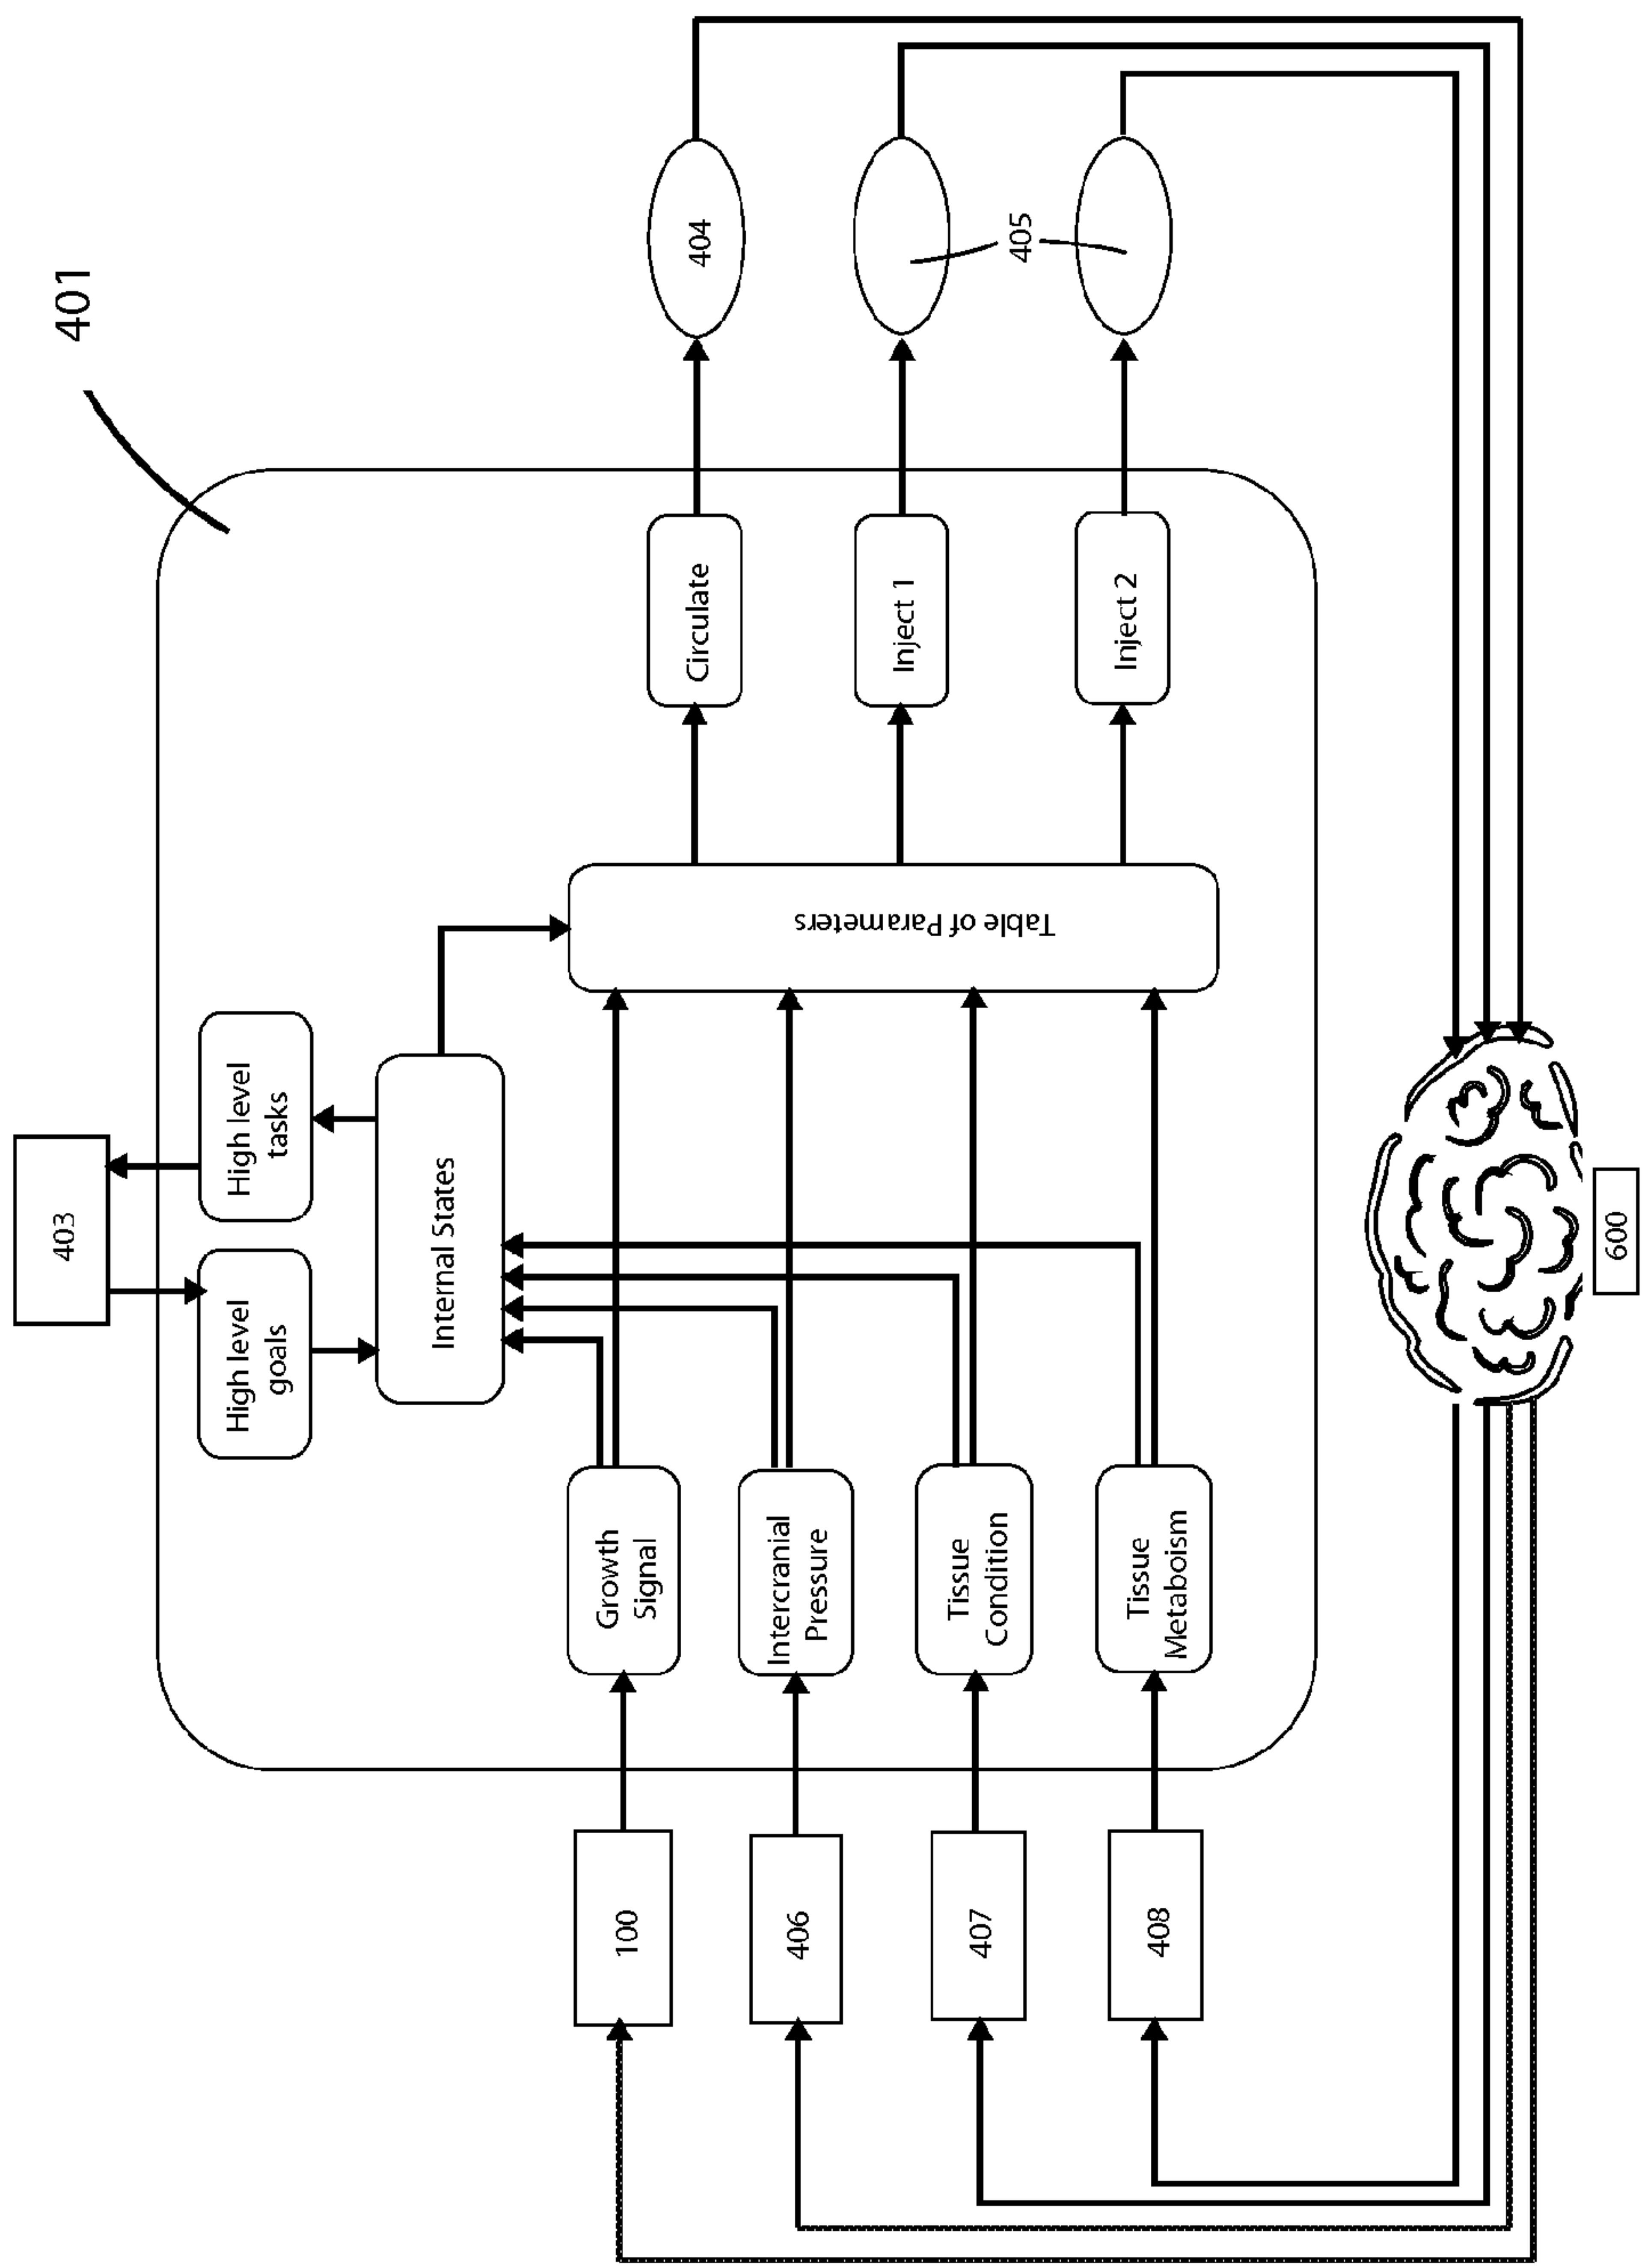 401
403
High level
goals
High level
tasks
Internal States
100
Growth
Signal
406
Intercranial
Pressure
407
Tissue
Condition
408
Tissue
Metaboism
Table of Parameters
Circulate
404
Inject 1
405
Inject 2
600